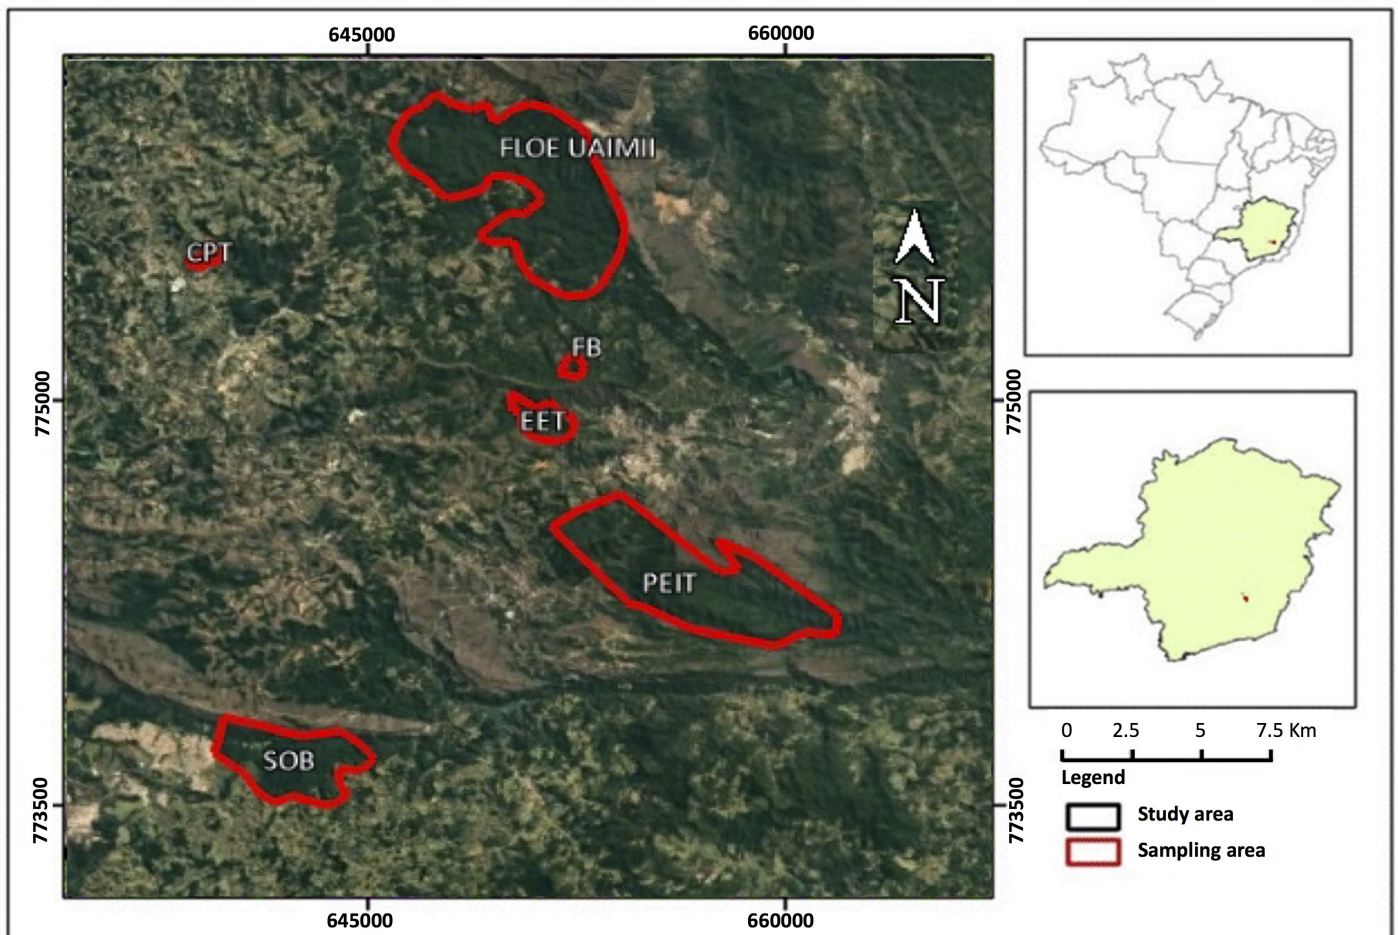 645000 660000
FLOE UAIMII
CPT
N
FB
775000 775000
EET
PEIT
0 2.5 5 7.5 Km
SOB
Legend
773500 773500
Study area
Sampling area
645000 660000